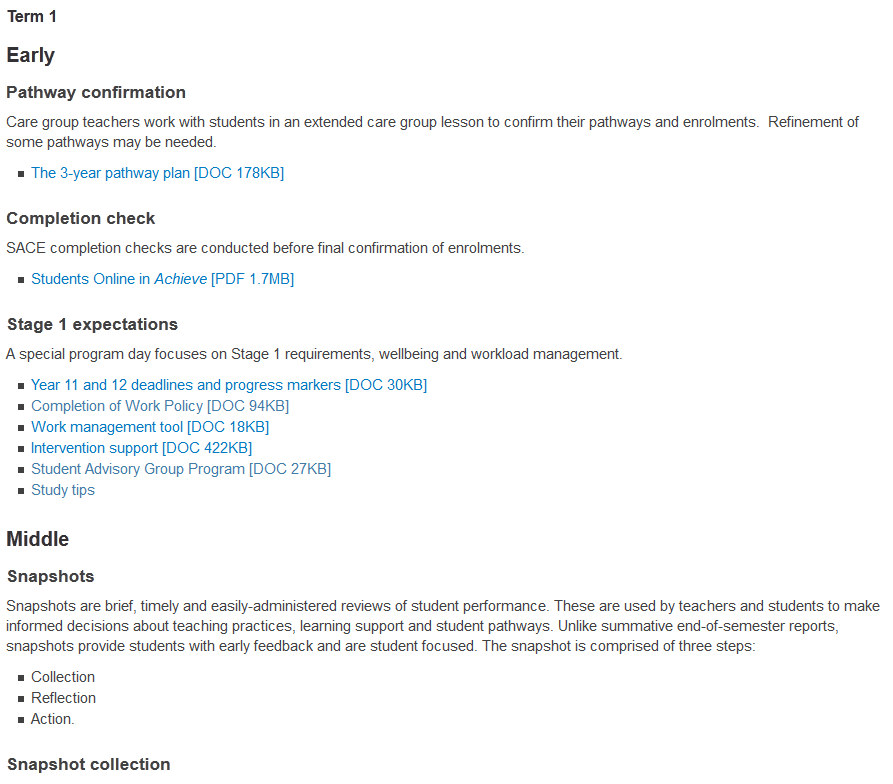 Term 1
Early
Pathway confirmation
Care group teachers work with students in an extended care group lesson to confirm their pathways and enrolments.  Refinement of
some pathways may be needed.
The 3-year pathway plan [DOC 178KB]
Completion check
SACE completion checks are conducted before final confirmation of enrolments.
Students Online in Achieve [PDF 1.7MB]
Stage 1 expectations
A special program day focuses on Stage 1 requirements, wellbeing and workload management.
Year 11 and 12 deadlines and progress markers [DOC 30KB]
Completion of Work Policy [DOC 94KB]
Work management tool [DOC 18KB]
Intervention support [DOC 422KB]
Student Advisory Group Program [DOC 27KB]
Study tips
Middle
Snapshots
Snapshots are brief, timely and easily-administered reviews of student performance. These are used by teachers and students to make
informed decisions about teaching practices, learning support and student pathways. Unlike summative end-of-semester reports,
snapshots provide students with early feedback and are student focused. The snapshot is comprised of three steps:
Collection
Reflection
Action.
Snapshot collection